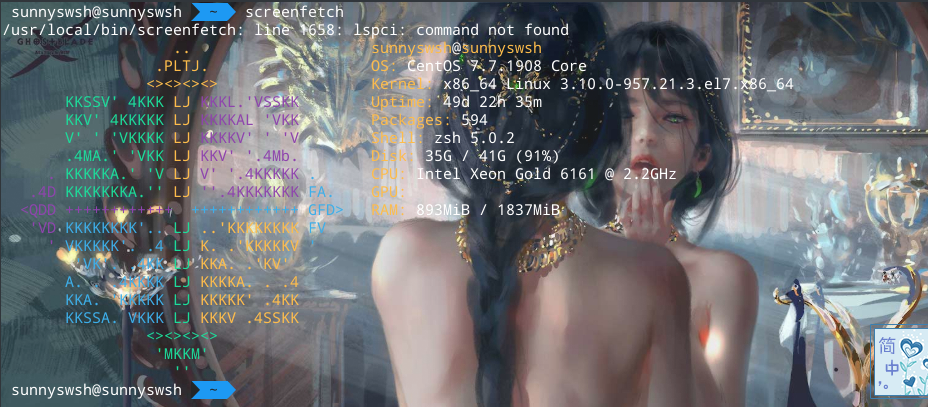 sunnyswsh@sunnyswsh ~ screenfetch
/usr/local/bin/screenfetch: line 1658: lspci: command not found
.. sunnyswsh@sunnyswsh
.PLTJ. OS: CentOS 7.7.1908 Core
<><><><> Kernel: x86_64 Linux 3.10.0-957.21.3.el7.x86_64
KKSSV' 4KKK LJ KKKL.'VSSKK Uptime: 49d 22h 35m
KKV' 4KKKKK LJ KKKKAL 'VKK Packages: 594
V' ' 'VKKKK LJ KKKKV' ' 'V Shell: zsh 5.0.2
.4MA.' 'VKK LJ KKV' .4Mb. Disk: 35G / 41G (91%)
KKKKKA. 'V LJ V' .4KKKKK . CPU: Intel Xeon Gold 6161 @ 2.2GHz
.4D KKKKKKKA.'' LJ ''.4KKKKKKK FA. GPU:
<QDD ++++++++++++ ++++++++++++ GFD> RAM: 893MiB / 1837MiB
'VD KKKKKKKK'.. LJ ..'KKKKKKKK FV
' VKKKKK'. .4 LJ K. .'KKKKKV '
'VK LJ KKA. 'KV'
A. LJ KKKKA. . .4
KKA. KKKK LJ KKKKK' .4KK
KKSSA. VKKK LJ KKKV .4SSKK
<><><><>
'MKKM'
''
sunnyswsh@sunnyswsh ~
简
中